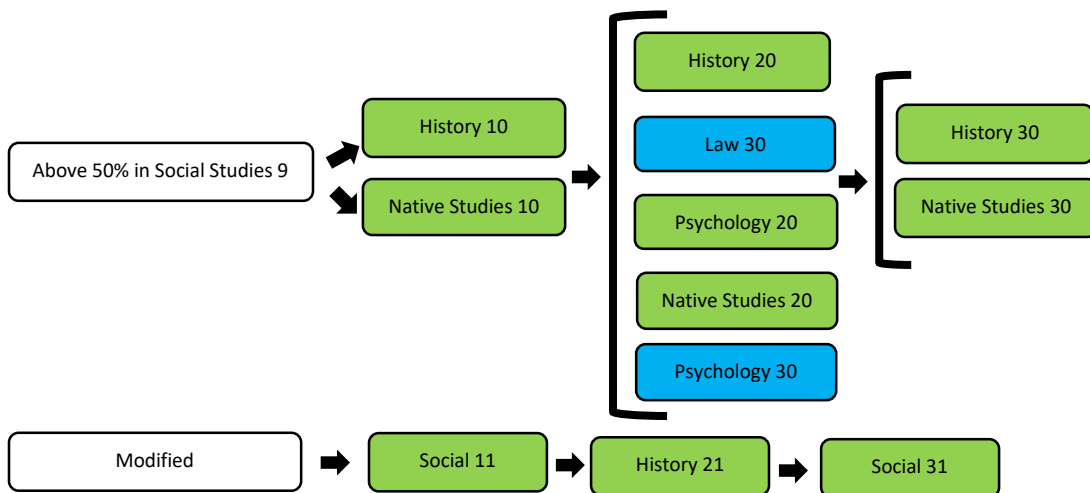 History 20
History 10
Law 30
History 30
Above 50% in Social Studies 9
Native Studies 10
Psychology 20
Native Studies 30
Native Studies 20
Psychology 30
Modified
Social 11
History 21
Social 31